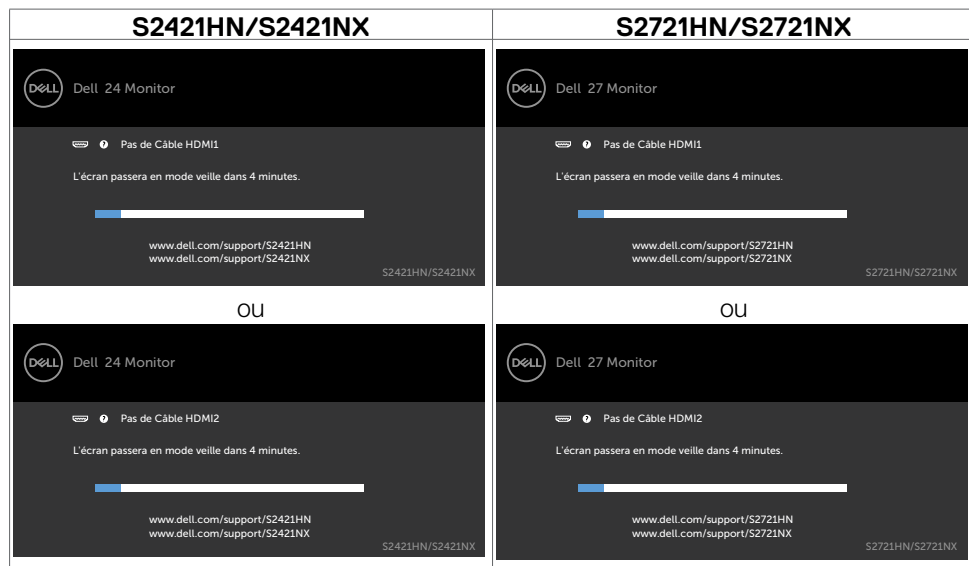 S2421HN/S2421NX
S2721HN/S2721NX
DELL
Dell 24 Monitor
Pas de Câble HDMI1
L'écran passera en mode veille dans 4 minutes.
www.dell.com/support/S2421HN
www.dell.com/support/S2421NX
S2421HN/S2421NX
DELL
Dell 27 Monitor
Pas de Câble HDMI1
L'écran passera en mode veille dans 4 minutes.
www.dell.com/support/S2721HN
www.dell.com/support/S2721NX
S2721HN/S2721NX
ou
ou
DELL
Dell 24 Monitor
Pas de Câble HDMI2
L'écran passera en mode veille dans 4 minutes.
www.dell.com/support/S2421HN
www.dell.com/support/S2421NX
S2421HN/S2421NX
DELL
Dell 27 Monitor
Pas de Câble HDMI2
L'écran passera en mode veille dans 4 minutes.
www.dell.com/support/S2721HN
www.dell.com/support/S2721NX
S2721HN/S2721NX